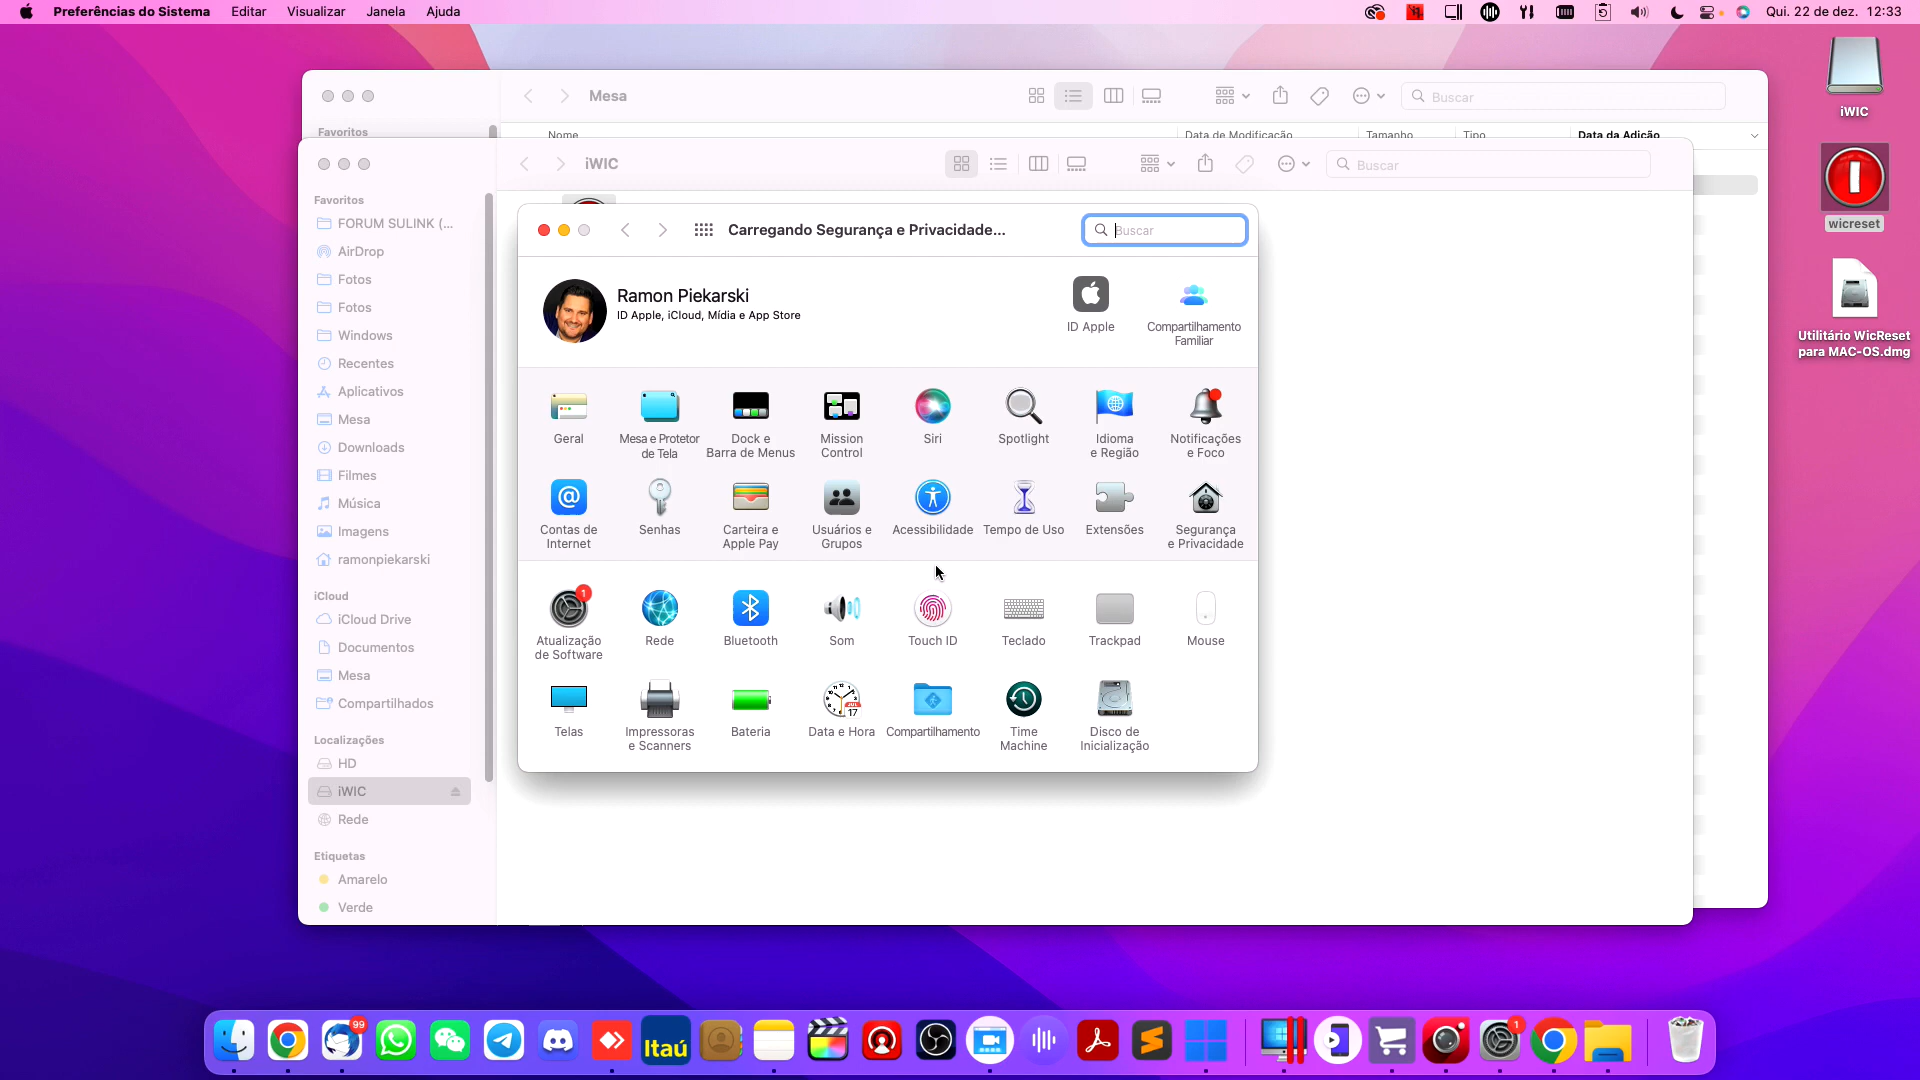 Preferências do Sistema Editar Visualizar Janela Ajuda
Qui. 22 de dez. 12:33
Mesa
Buscar
Favoritos
Nome
Data de Modificação
Tamanho
Tipo
Data da Adição
iWIC
Buscar
Favoritos
FORUM SULINK (...
AirDrop
Fotos
Fotos
Windows
Recentes
Aplicativos
Mesa
Downloads
Filmes
Música
Imagens
ramonpiekarski
iCloud
iCloud Drive
Documentos
Mesa
Compartilhados
Localizações
HD
iWIC
Rede
Etiquetas
Amarelo
Verde
Carregando Segurança e Privacidade...
Buscar
Ramon Piekarski
ID Apple, iCloud, Mídia e App Store
ID Apple
Compartilhamento
Familiar
Geral
Mesa e Protetor
de Tela
Dock e
Barra de Menus
Mission
Control
Siri
Spotlight
Idioma
e Região
Notificações
e Foco
Contas de
Internet
Senhas
Carteira e
Apple Pay
Usuários e
Grupos
Acessibilidade
Tempo de Uso
Extensões
Segurança
e Privacidade
1
Atualização
de Software
Rede
Bluetooth
Som
Touch ID
Teclado
Trackpad
Mouse
Telas
Impressoras
e Scanners
Bateria
JUL
17
Data e Hora
Compartilhamento
Time
Machine
Disco de
Inicialização
iWIC
wicreset
Utilitário WicReset
para MAC-OS.dmg
99
Itaú
1